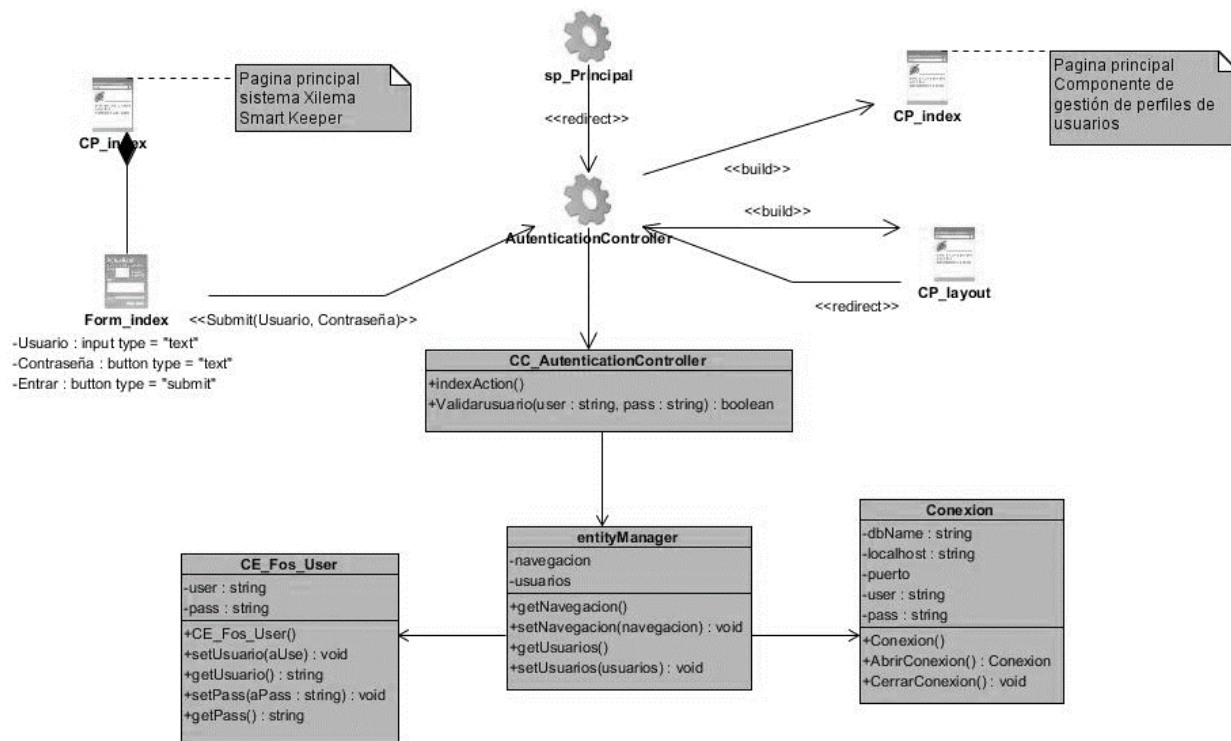 sp_Principal
Pagina principal
sistema Xilema
Smart Keeper
CP_index
Pagina principal
Componente de
gestión de perfiles de
usuarios
CP_index
<<redirect>>
<<build>>
<<build>>
AutenticationController
<<redirect>>
CP_layout
Form_index
<<Submit(Usuario, Contraseña)>>
-Usuario : input type = "text"
-Contraseña : button type = "text"
-Entrar : button type = "submit"
CC_AutenticationController
+indexAction()
+Validarusuario(user : string, pass : string) : boolean
CE_Fos_User
-user : string
-pass : string
+CE_Fos_User()
+setUsuario(aUse) : void
+getUsuario() : string
+setPass(aPass : string) : void
+getPass() : string
entityManager
-navegacion
-usuarios
+getNavegacion()
+setNavegacion(navegacion) : void
+getUsuarios()
+setUsuarios(usuarios) : void
Conexion
-dbName : string
-localhost : string
-puerto
-user : string
-pass : string
+Conexion()
+AbrirConexion() : Conexion
+CerrarConexion() : void